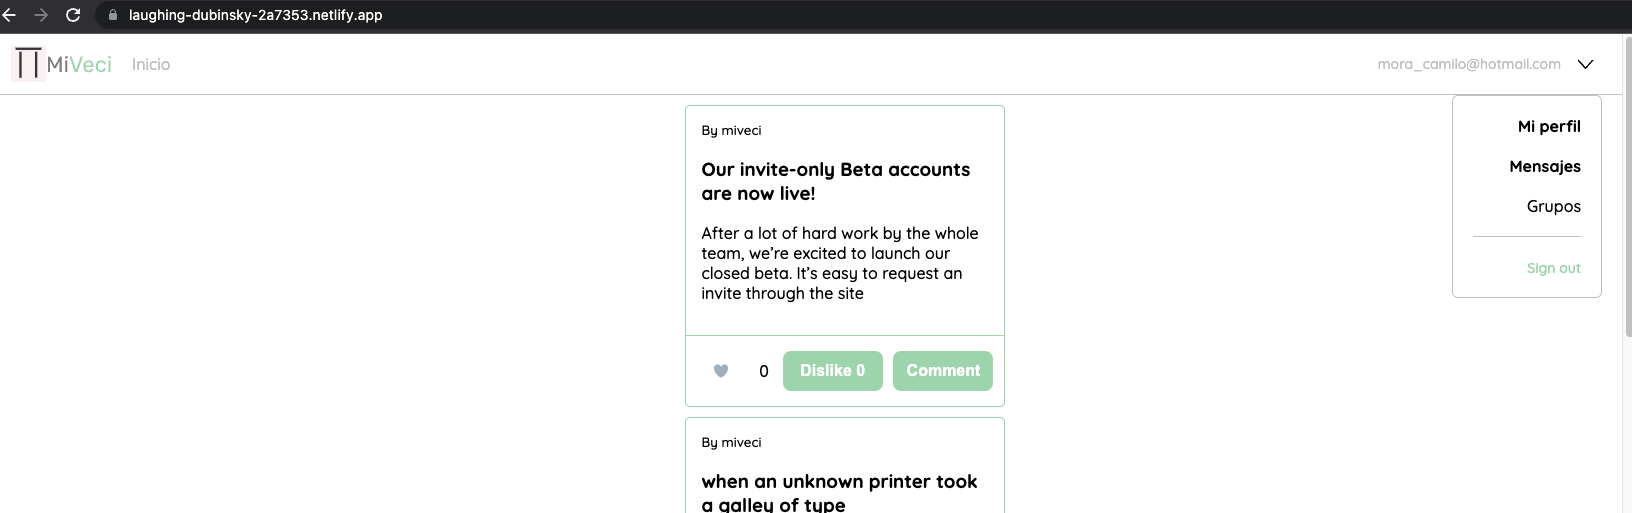 laughing-dubinsky-2a7353.netlify.app
MiVeci Inicio mora_camilo@hotmail.com
Mi perfil
Mensajes
Grupos
Sign out
By miveci
Our invite-only Beta accounts
are now live!
After a lot of hard work by the whole
team, we’re excited to launch our
closed beta. It’s easy to request an
invite through the site
0 Dislike 0 Comment
By miveci
when an unknown printer took
a galley of type